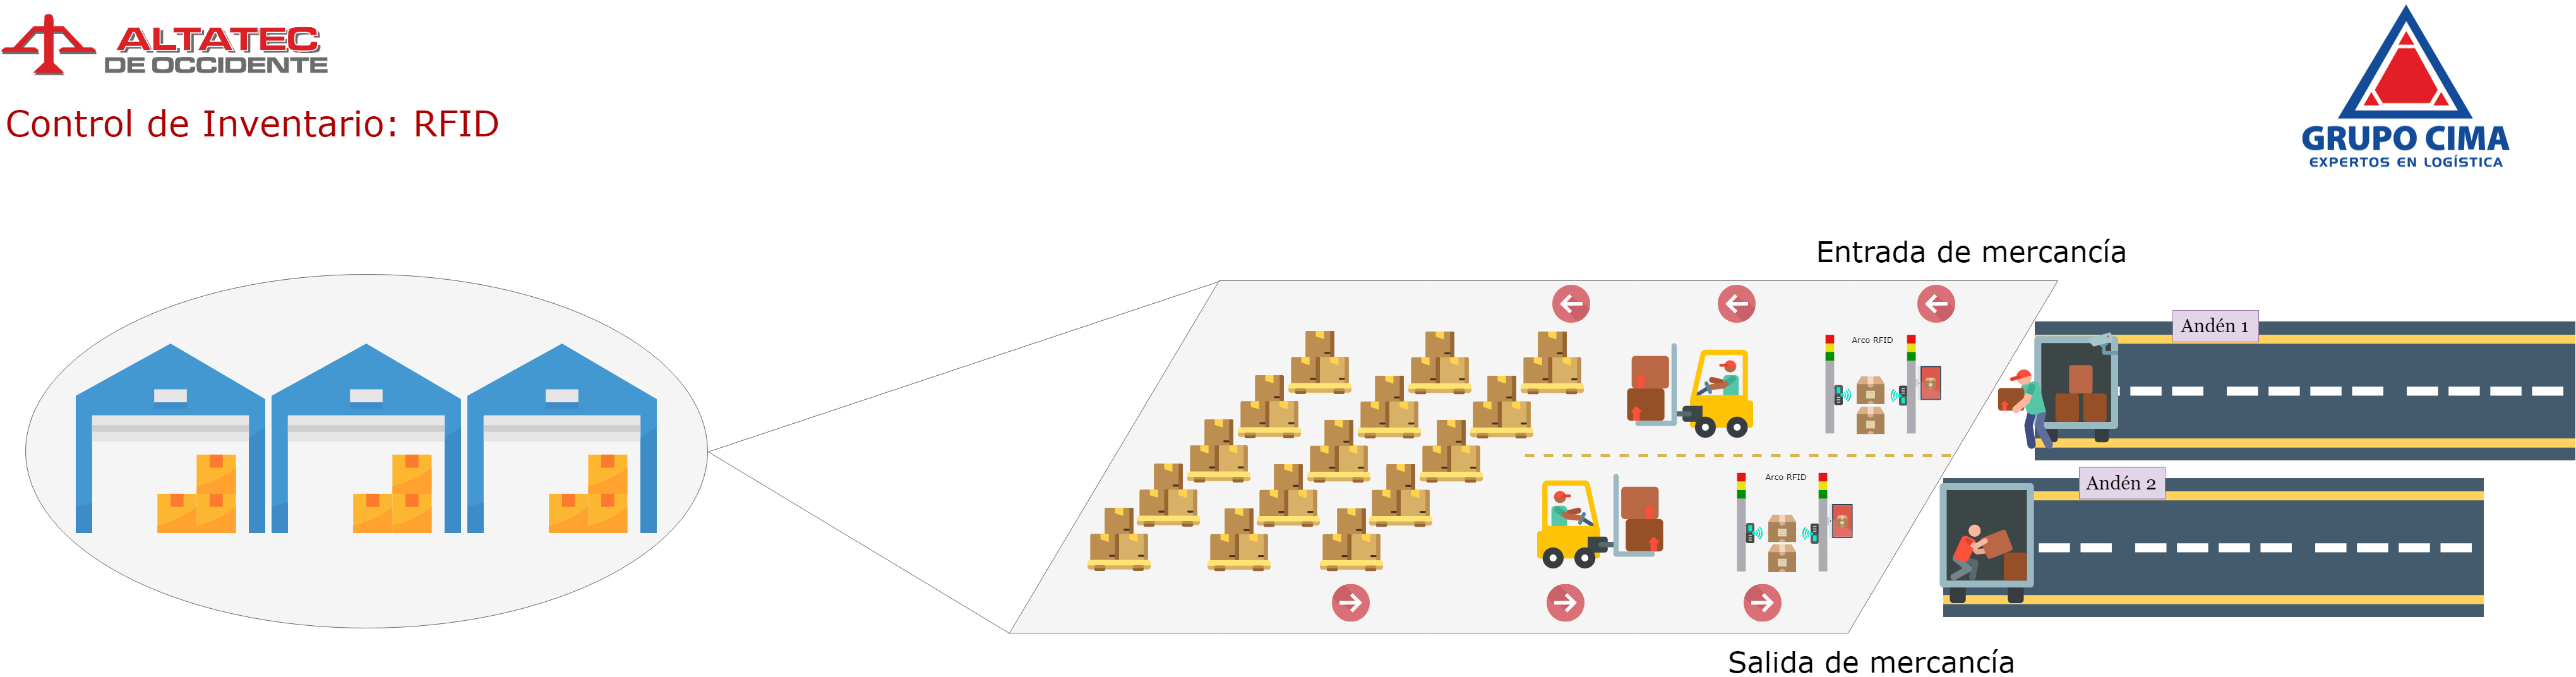 ALTATEC
DE OCCIDENTE
Control de Inventario: RFID
GRUPO CIMA
EXPERTOS EN LOGÍSTICA
Entrada de mercancía
Andén 1
Arco RFID
Andén 2
Arco RFID
Salida de mercancía